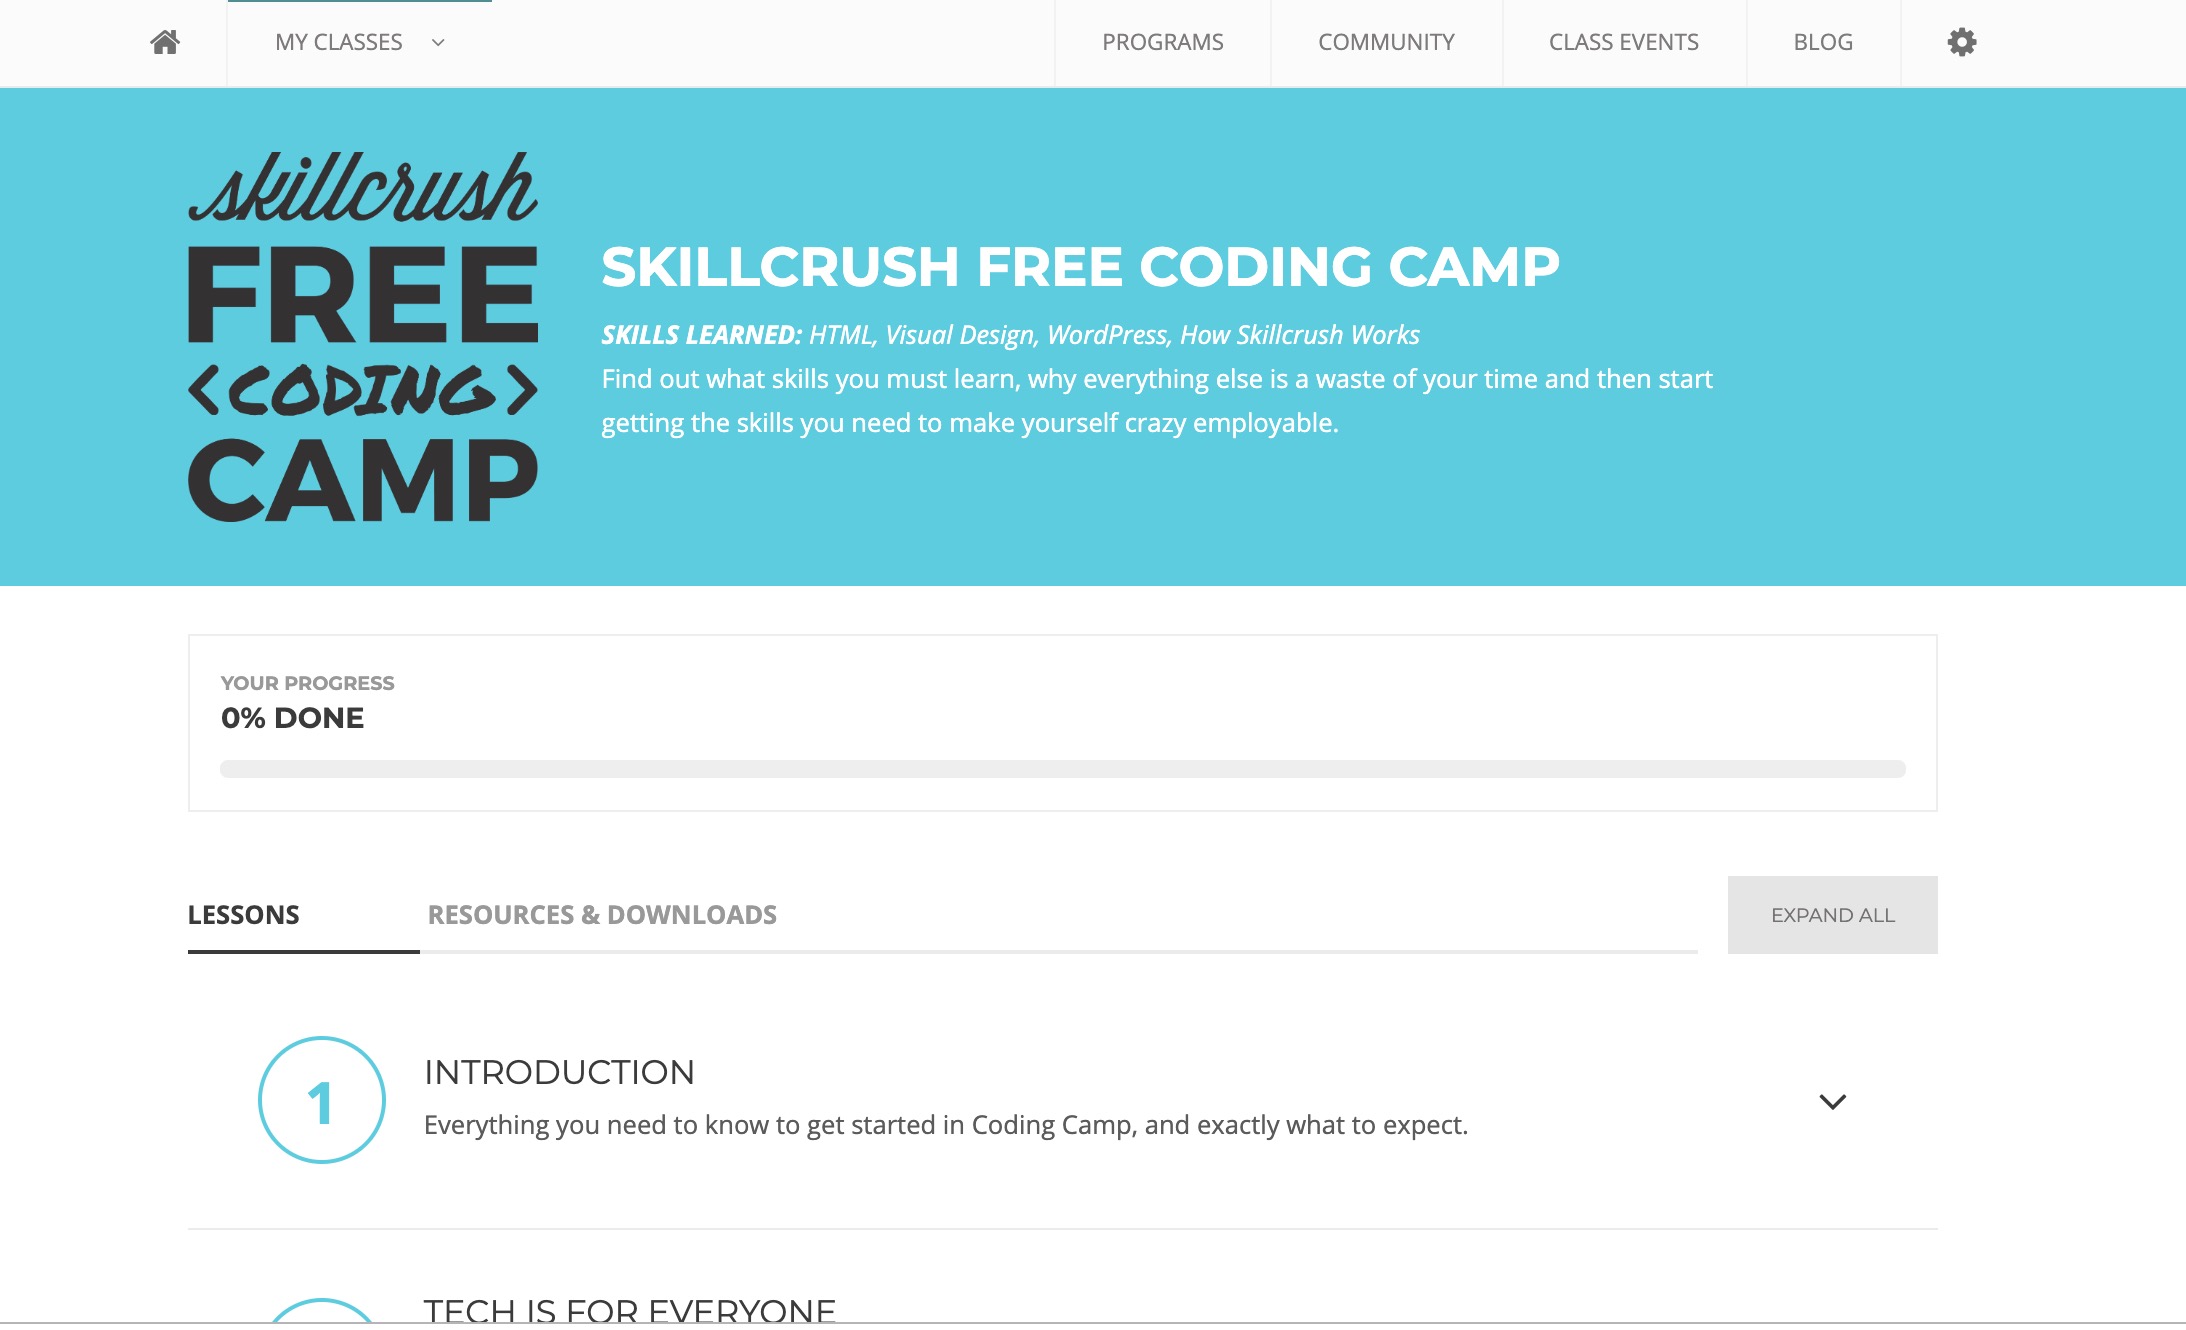 MY CLASSES
PROGRAMS
COMMUNITY
CLASS EVENTS
BLOG
skillcrush
FREE
<CODING>
CAMP
SKILLCRUSH FREE CODING CAMP
SKILLS LEARNED: HTML, Visual Design, WordPress, How Skillcrush Works
Find out what skills you must learn, why everything else is a waste of your time and then start
getting the skills you need to make yourself crazy employable.
YOUR PROGRESS
0% DONE
LESSONS
RESOURCES & DOWNLOADS
EXPAND ALL
1
INTRODUCTION
Everything you need to know to get started in Coding Camp, and exactly what to expect.
TECH IS FOR EVERYONE